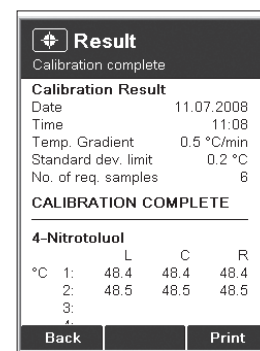 Result
Calibration complete
Calibration Result
Date 11.07.2008
Time 11:08
Temp. Gradient 0.5 °C/min
Standard dev. limit 0.2 °C
No. of req. samples 6
CALIBRATION COMPLETE
4-Nitrotoluol
L C R
°C 1: 48.4 48.4 48.4
2: 48.5 48.5 48.5
3:
Back Print